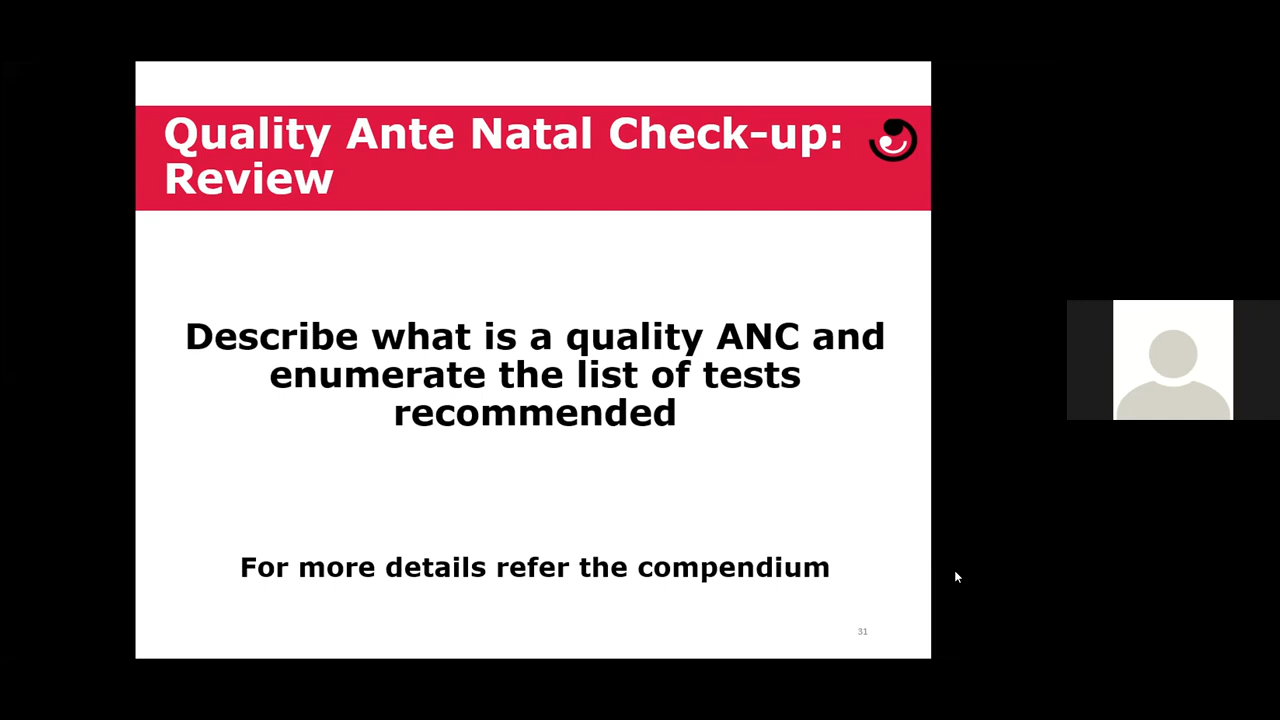 Quality Ante Natal Check-up:
Review
Describe what is a quality ANC and
enumerate the list of tests
recommended
For more details refer the compendium
31